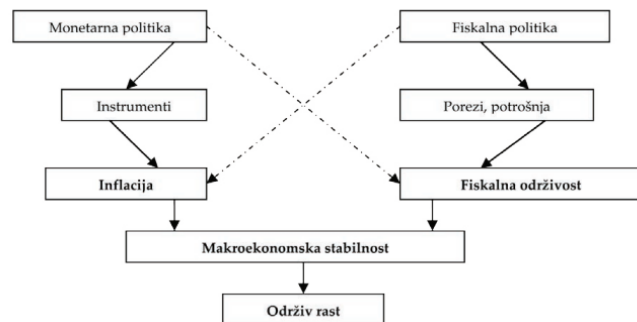 Monetarna politika
Fiskalna politika
Instrumenti
Porezi, potrošnja
Inflacija
Fiskalna održivost
Makroekonomska stabilnost
Održiv rast